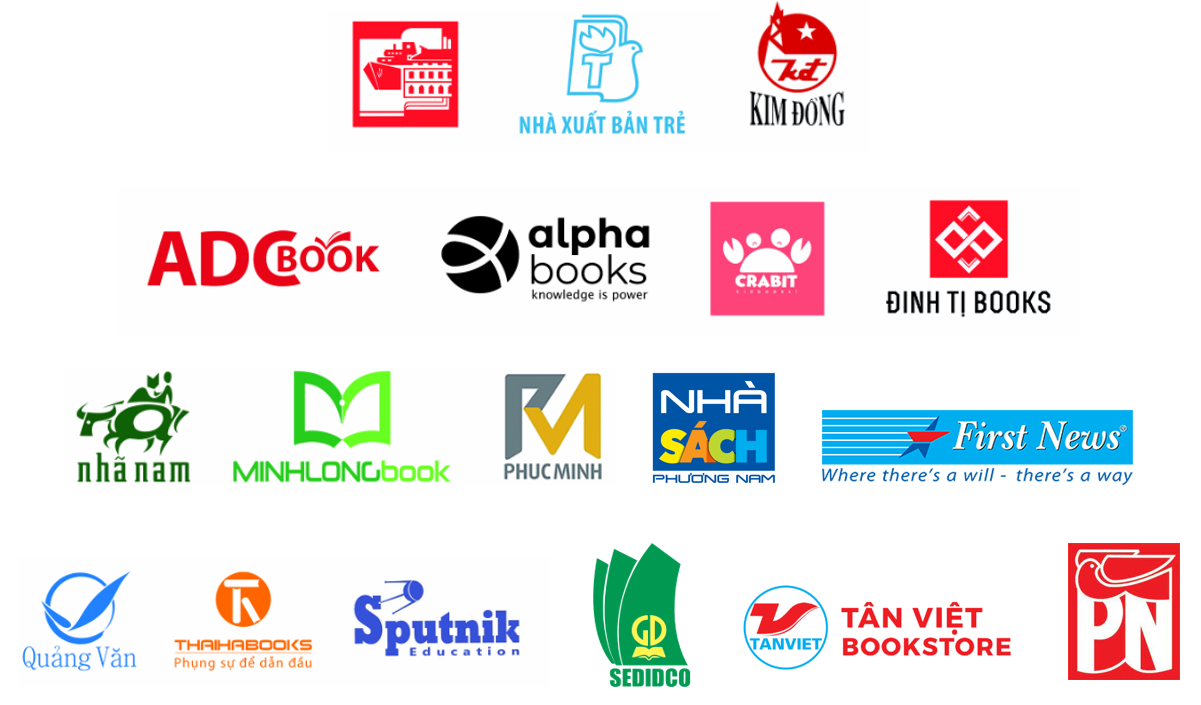 T
NHÀ XUẤT BẢN TRẺ
kđ
KIM ĐỒNG
ADCBOOK
alpha
books
knowledge is power
CRABIT
ĐINH TỊ BOOKS
nhã nam
MINHLONGbook
PM
PHUCMINH
NHÀ
SÁCH
PHƯƠNG NAM
First News®
Where there's a will - there's a way
Quảng Văn
THAIHABOOKS
Phụng sự để dẫn đầu
Sputnik
Education
GD
SEDIDCO
TANVIET
TÂN VIỆT
BOOKSTORE
PN